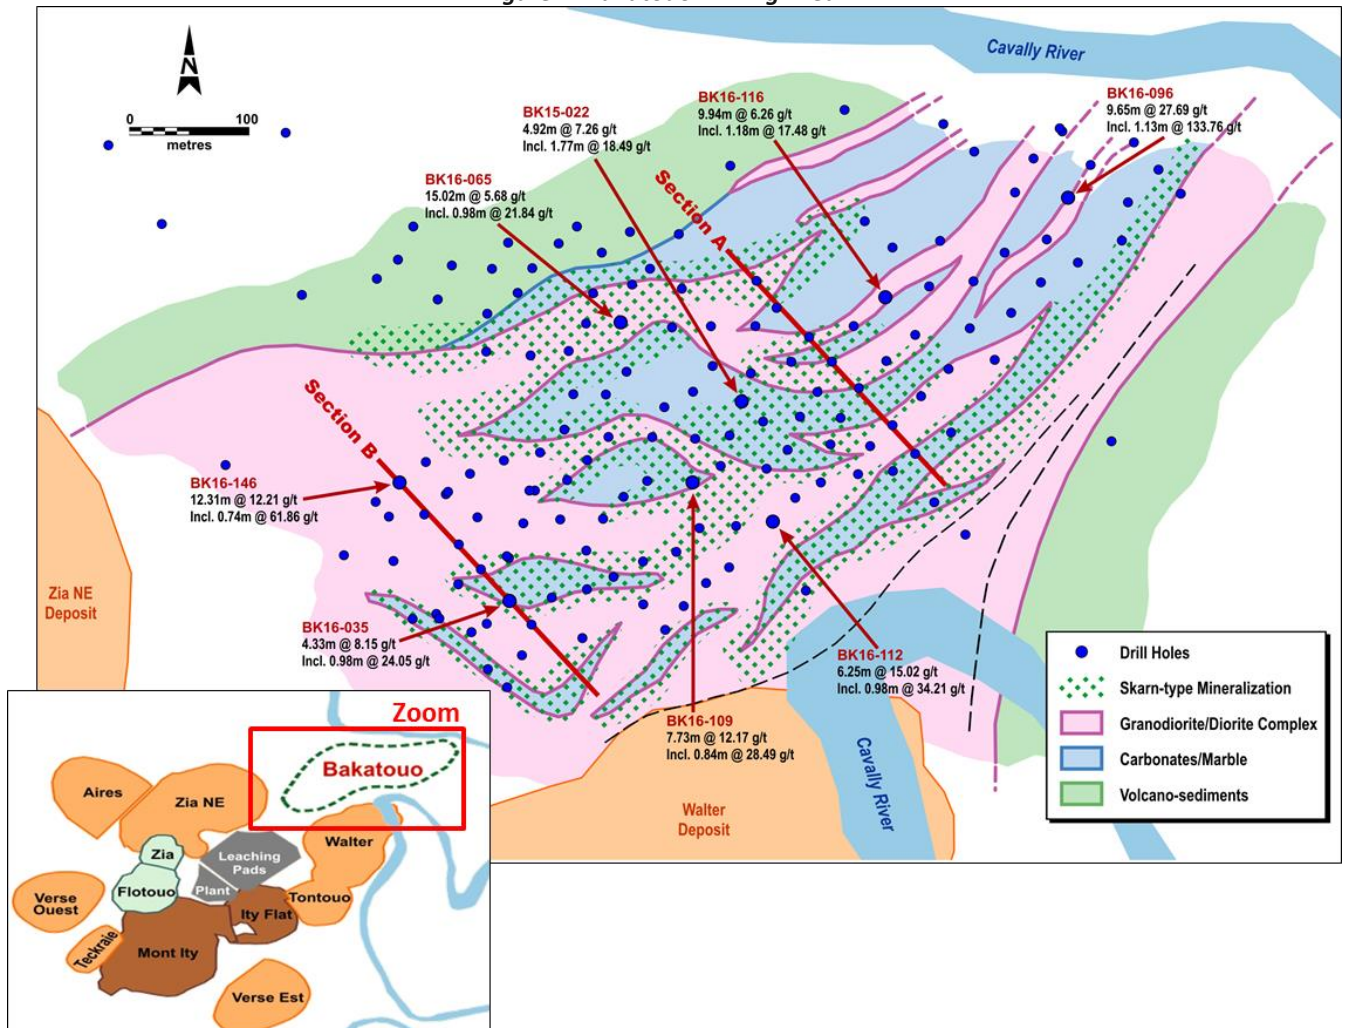 N
0 100
metres
Cavally River
BK16-096
9.65m @ 27.69 g/t
Incl. 1.13m @ 133.76 g/t
BK16-116
9.94m @ 6.26 g/t
Incl. 1.18m @ 17.48 g/t
BK15-022
4.92m @ 7.26 g/t
Incl. 1.77m @ 18.49 g/t
BK16-065
15.02m @ 5.68 g/t
Incl. 0.98m @ 21.84 g/t
Section A
Section B
BK16-146
12.31m @ 12.21 g/t
Incl. 0.74m @ 61.86 g/t
Zia NE
Deposit
BK16-035
4.33m @ 8.15 g/t
Incl. 0.98m @ 24.05 g/t
BK16-112
6.25m @ 15.02 g/t
Incl. 0.98m @ 34.21 g/t
BK16-109
7.73m @ 12.17 g/t
Incl. 0.84m @ 28.49 g/t
Walter
Deposit
Cavally River
Drill Holes
Skarn-type Mineralization
Granodiorite/Diorite Complex
Carbonates/Marble
Volcano-sediments
Zoom
Bakatouo
Aires
Zia NE
Zia
Leaching
Pads
Walter
Flotouo
Plant
Verse
Ouest
Tontouo
Ity Flat
Teckraie
Mont Ity
Verse Est